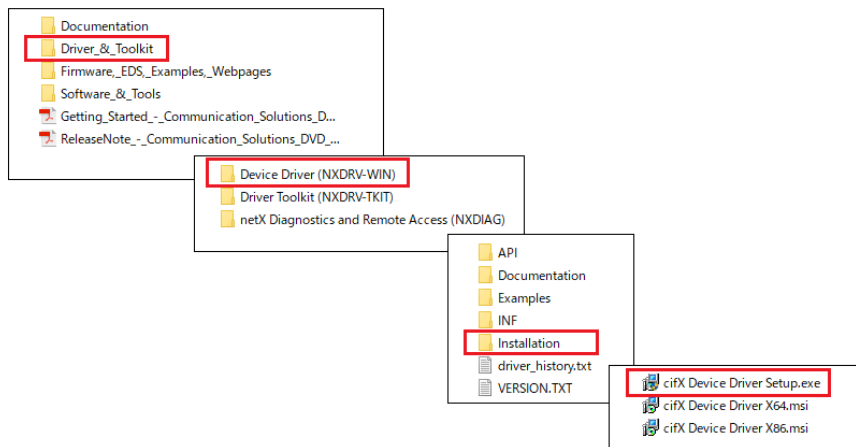 Documentation
Driver_&_Toolkit
Firmware,_EDS,_Examples,_Webpages
Software_&_Tools
Getting_Started_-_Communication_Solutions_D...
ReleaseNote_-_Communication_Solutions_DVD_...
Device Driver (NXDRV-WIN)
Driver Toolkit (NXDRV-TKIT)
netX Diagnostics and Remote Access (NXDIAG)
API
Documentation
Examples
INF
Installation
driver_history.txt
VERSION.TXT
cifX Device Driver Setup.exe
cifX Device Driver X64.msi
cifX Device Driver X86.msi